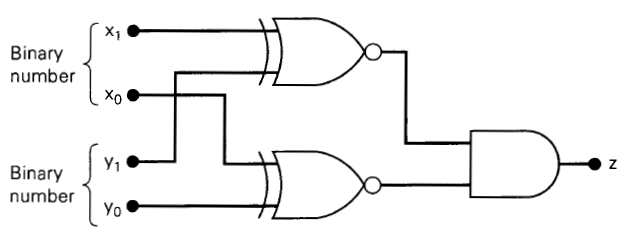 Binary
number
x₁
x₀
Binary
number
y₁
y₀
z